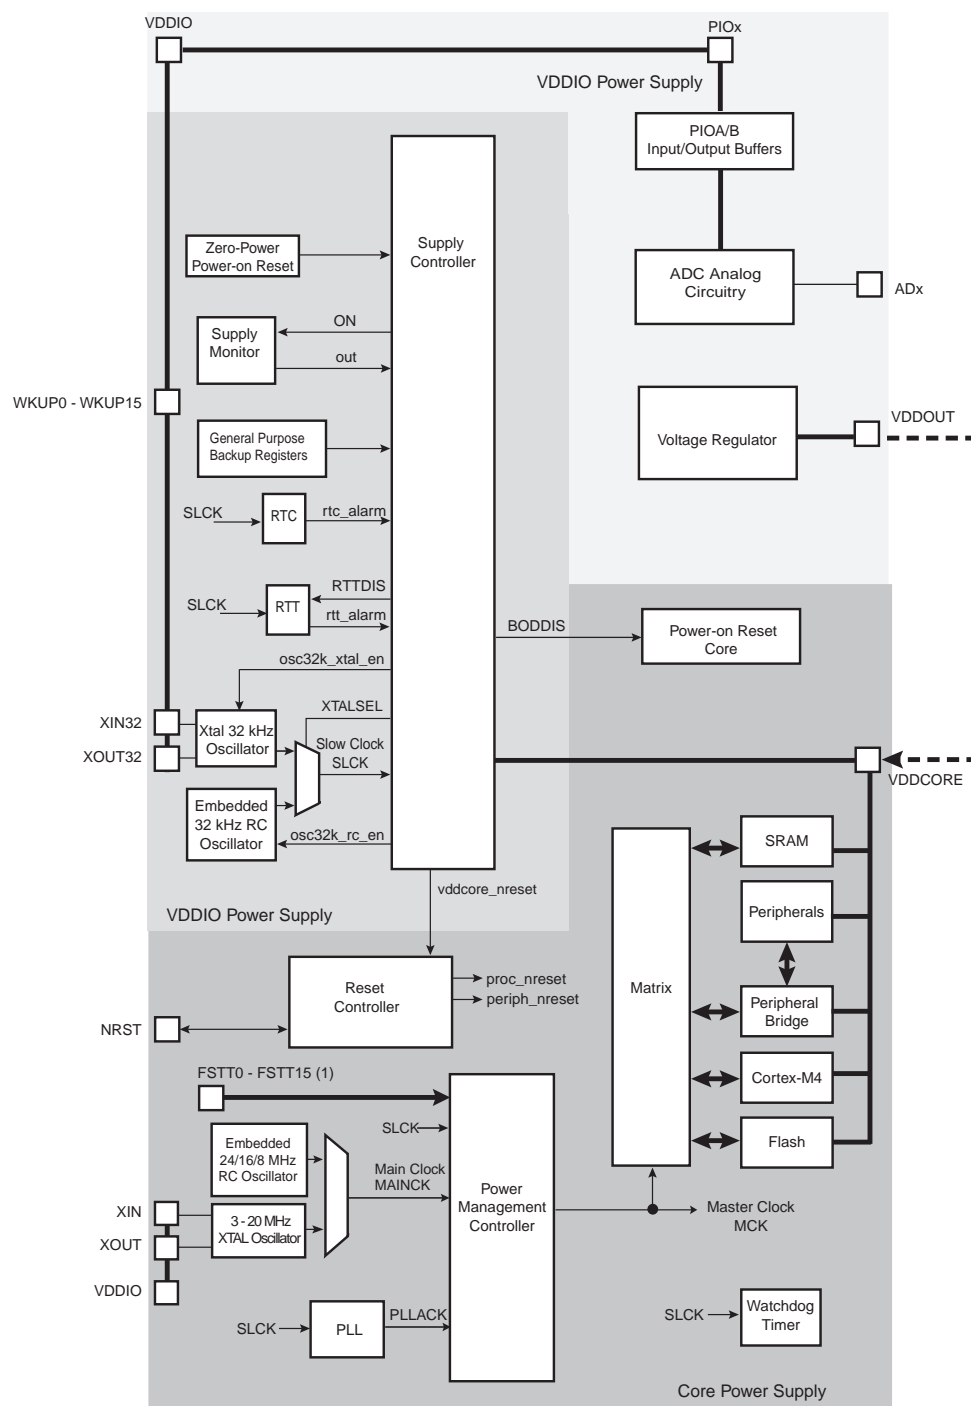 VDDIO
PIOx
VDDIO Power Supply
PIOA/B
Input/Output Buffers
Supply
Controller
Zero-Power
Power-on Reset
ADC Analog
Circuitry
ADx
ON
Supply
Monitor
out
WKUP0 - WKUP15
VDDOUT
General Purpose
Backup Registers
Voltage Regulator
SLCK
RTC
rtc_alarm
RTTDIS
SLCK
RTT
rtt_alarm
BODDIS
Power-on Reset
Core
osc32k_xtal_en
XTALSEL
XIN32
Xtal 32 kHz
Oscillator
XOUT32
Slow Clock
SLCK
VDDCORE
Embedded
32 kHz RC
Oscillator
osc32k_rc_en
SRAM
vddcore_nreset
VDDIO Power Supply
Peripherals
Reset
Controller
proc_nreset
periph_nreset
Matrix
Peripheral
Bridge
NRST
FSTT0 - FSTT15 (1)
Cortex-M4
SLCK
Embedded
24/16/8 MHz
RC Oscillator
Flash
Main Clock
MAINCK
Power
Management
Controller
XIN
3 - 20 MHz
XTAL Oscillator
XOUT
Master Clock
MCK
VDDIO
SLCK
PLL
PLLACK
SLCK
Watchdog
Timer
Core Power Supply